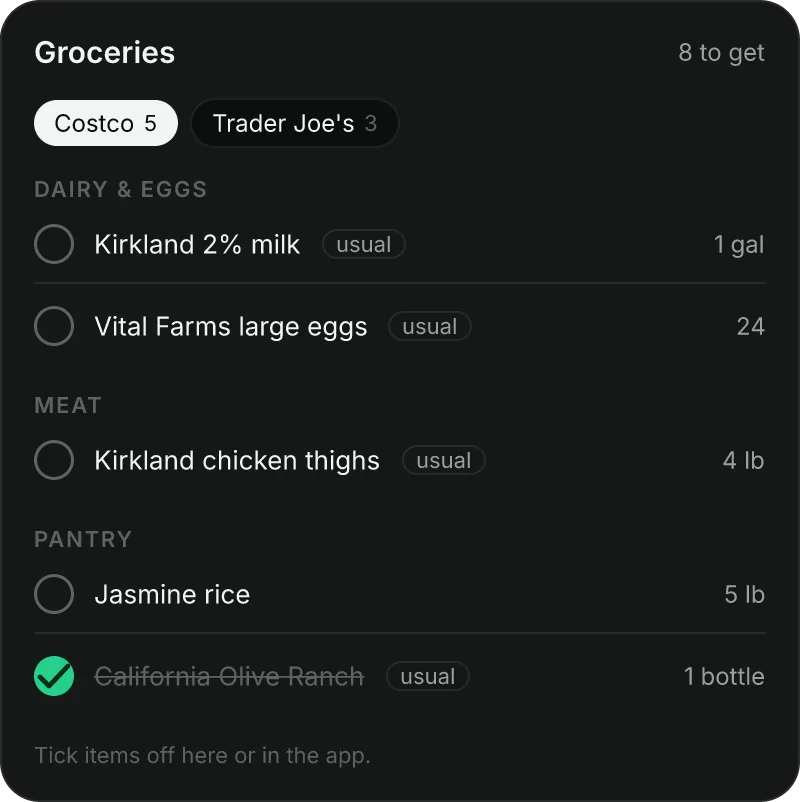 Groceries 8 to get
Costco 5 Trader Joe's 3
DAIRY & EGGS
Kirkland 2% milk usual 1 gal
Vital Farms large eggs usual 24
MEAT
Kirkland chicken thighs usual 4 lb
PANTRY
Jasmine rice 5 lb
California Olive Ranch usual 1 bottle
Tick items off here or in the app.